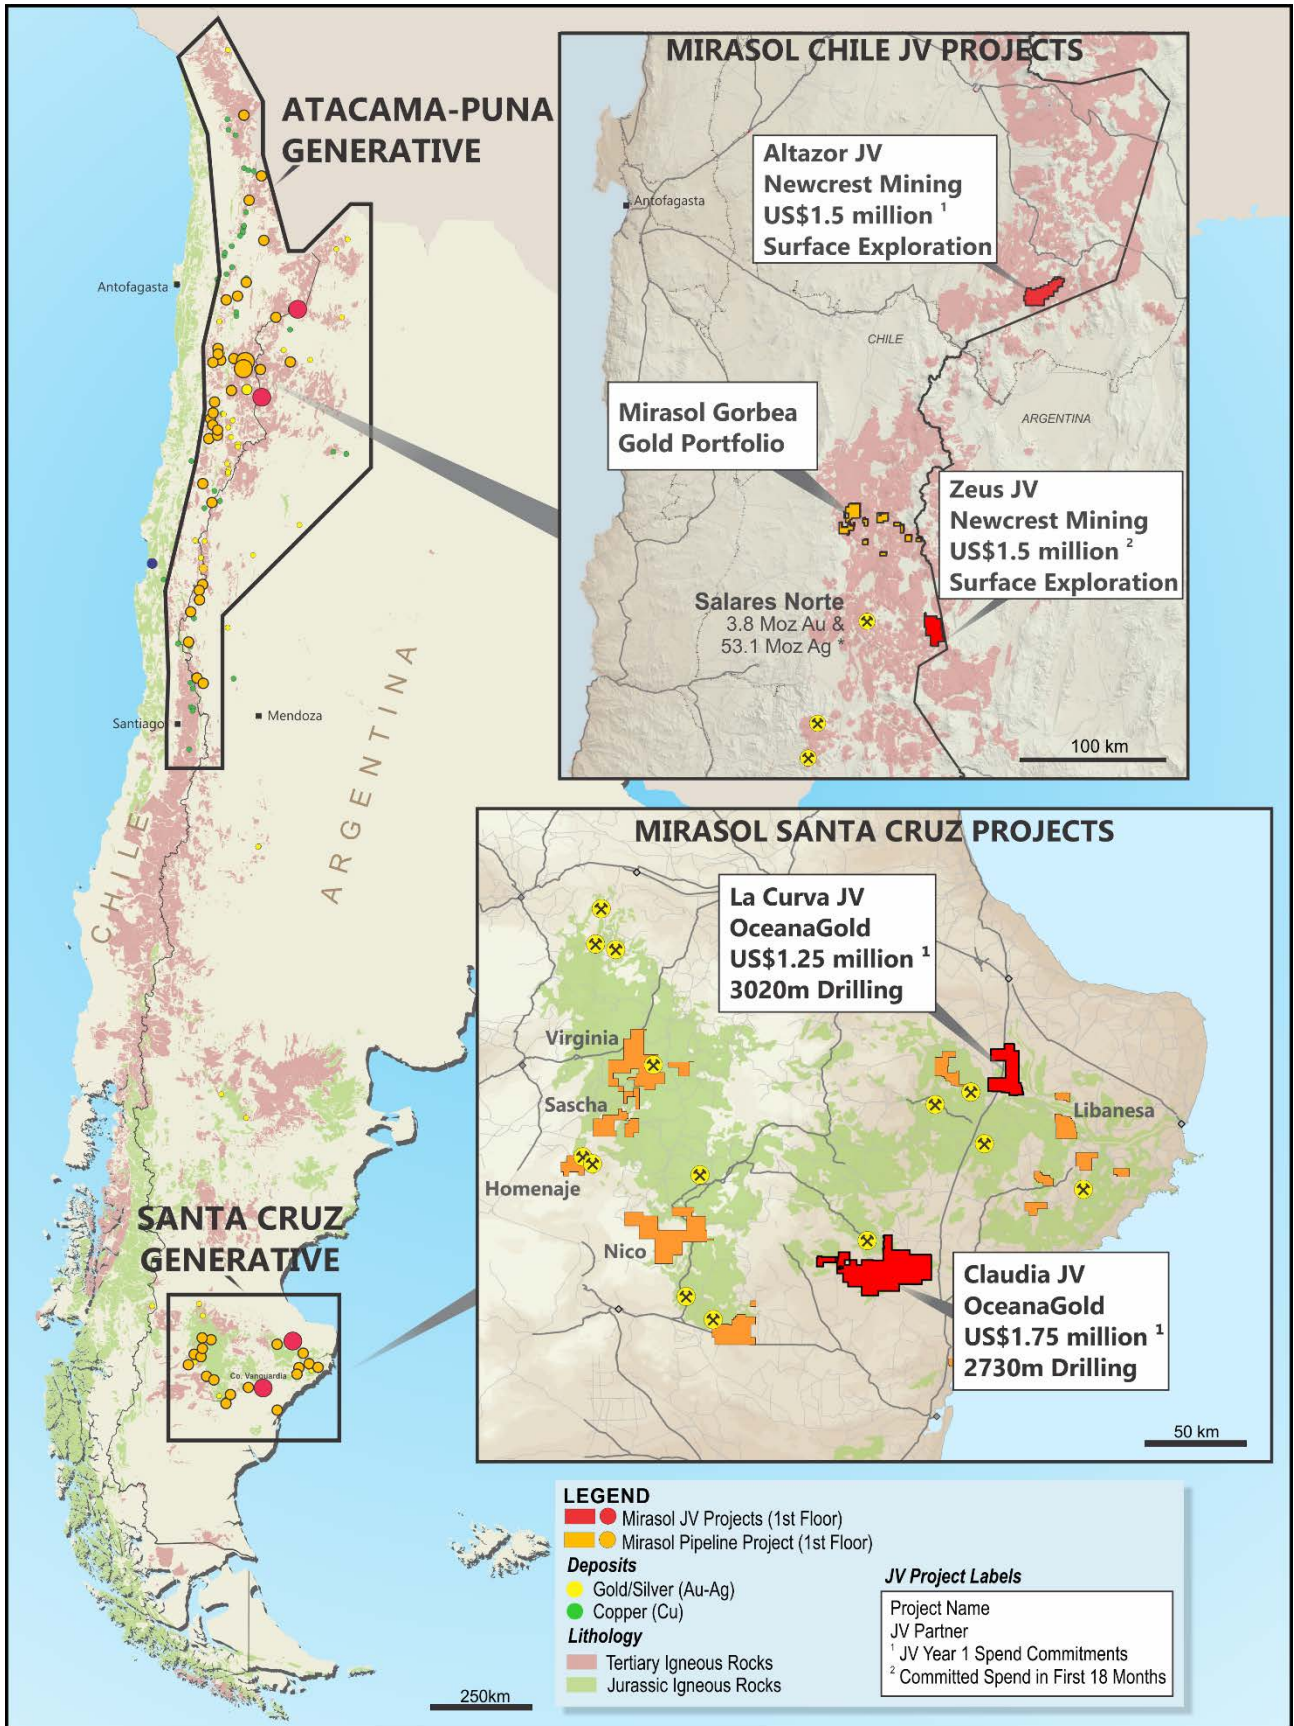 ATACAMA-PUNA
GENERATIVE
Antofagasta
Santiago
Mendoza
CHILE
ARGENTINA
SANTA CRUZ
GENERATIVE
Co. Vanguardia
250km
MIRASOL CHILE JV PROJECTS
Antofagasta
Altazor JV
Newcrest Mining
US$1.5 million ¹
Surface Exploration
CHILE
ARGENTINA
Mirasol Gorbea
Gold Portfolio
Zeus JV
Newcrest Mining
US$1.5 million ²
Surface Exploration
Salares Norte
3.8 Moz Au &
53.1 Moz Ag *
100 km
MIRASOL SANTA CRUZ PROJECTS
La Curva JV
OceanaGold
US$1.25 million ¹
3020m Drilling
Virginia
Sascha
Homenaje
Nico
Libanesa
Claudia JV
OceanaGold
US$1.75 million ¹
2730m Drilling
50 km
LEGEND
Mirasol JV Projects (1st Floor)
Mirasol Pipeline Project (1st Floor)
Deposits
Gold/Silver (Au-Ag)
Copper (Cu)
Lithology
Tertiary Igneous Rocks
Jurassic Igneous Rocks
JV Project Labels
Project Name
JV Partner
¹ JV Year 1 Spend Commitments
² Committed Spend in First 18 Months